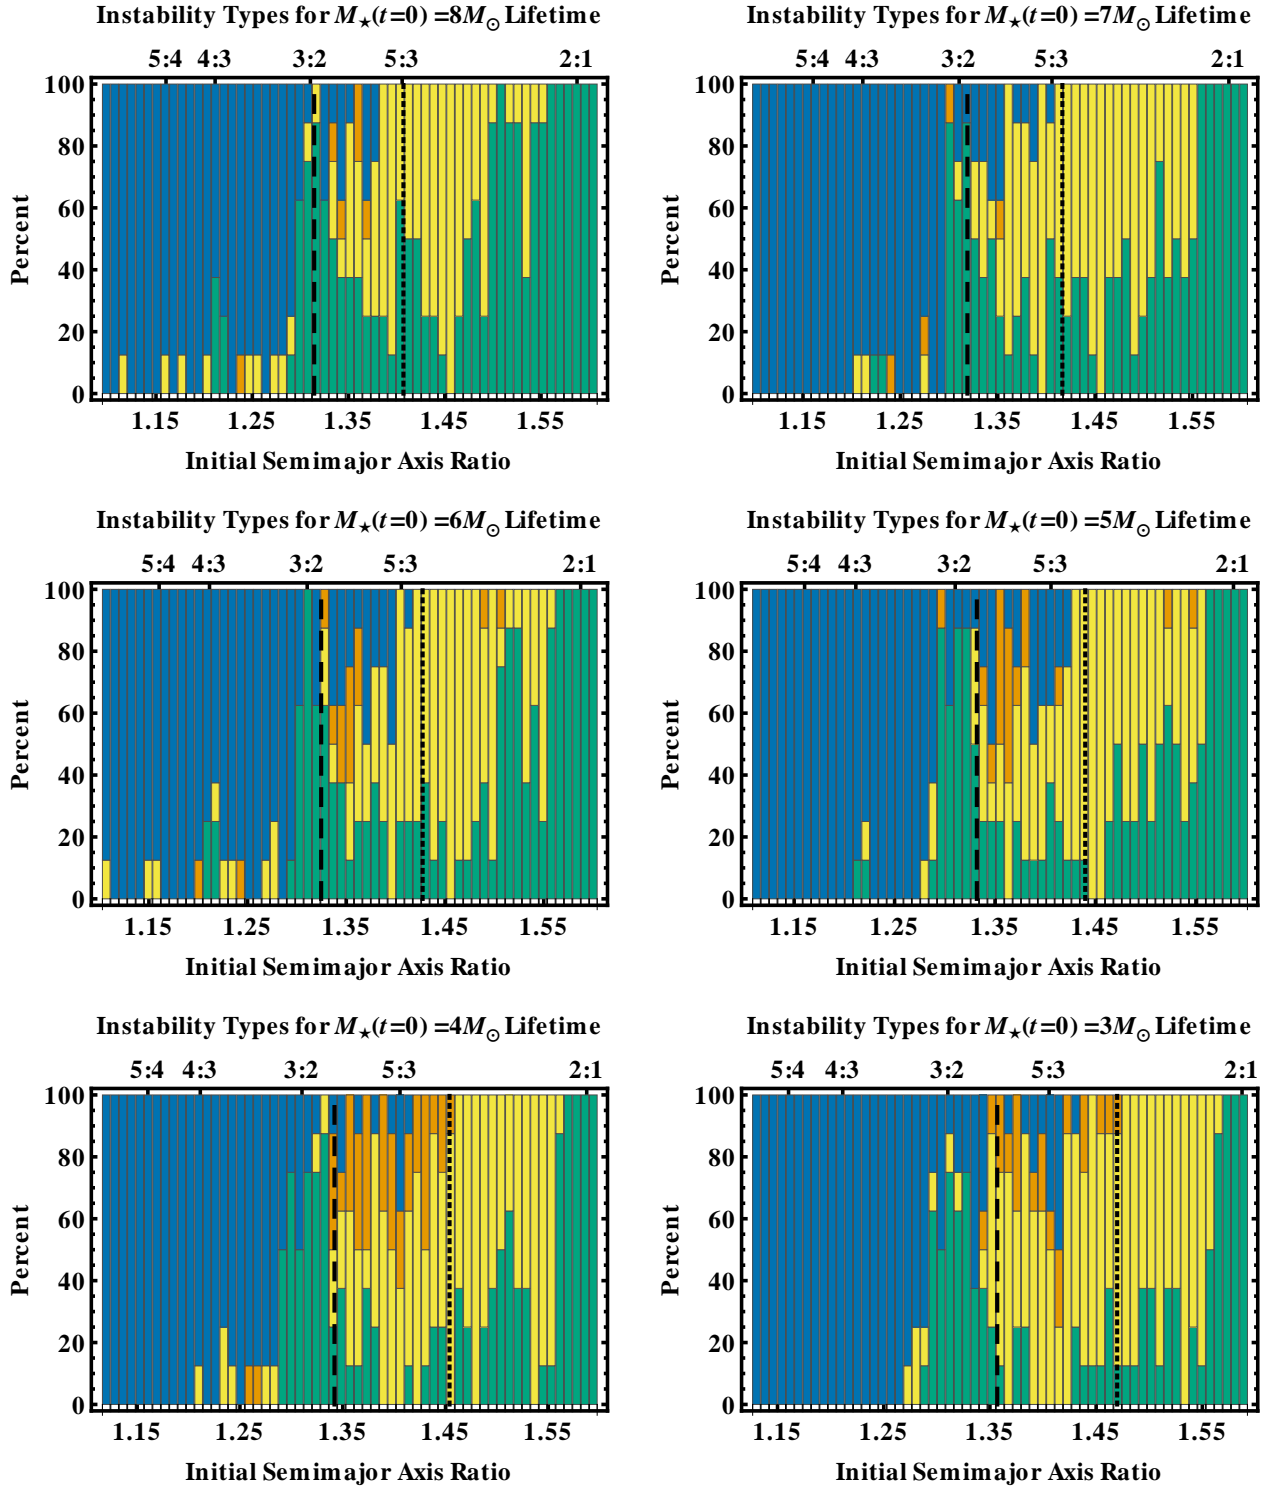 Instability Types for M★(t=0) =8M⊙ Lifetime
5:4 4:3 3:2 5:3 2:1
100
80
60
40
20
0
Percent
1.15 1.25 1.35 1.45 1.55
Initial Semimajor Axis Ratio
Instability Types for M★(t=0) =7M⊙ Lifetime
5:4 4:3 3:2 5:3 2:1
100
80
60
40
20
0
Percent
1.15 1.25 1.35 1.45 1.55
Initial Semimajor Axis Ratio
Instability Types for M★(t=0) =6M⊙ Lifetime
5:4 4:3 3:2 5:3 2:1
100
80
60
40
20
0
Percent
1.15 1.25 1.35 1.45 1.55
Initial Semimajor Axis Ratio
Instability Types for M★(t=0) =5M⊙ Lifetime
5:4 4:3 3:2 5:3 2:1
100
80
60
40
20
0
Percent
1.15 1.25 1.35 1.45 1.55
Initial Semimajor Axis Ratio
Instability Types for M★(t=0) =4M⊙ Lifetime
5:4 4:3 3:2 5:3 2:1
100
80
60
40
20
0
Percent
1.15 1.25 1.35 1.45 1.55
Initial Semimajor Axis Ratio
Instability Types for M★(t=0) =3M⊙ Lifetime
5:4 4:3 3:2 5:3 2:1
100
80
60
40
20
0
Percent
1.15 1.25 1.35 1.45 1.55
Initial Semimajor Axis Ratio